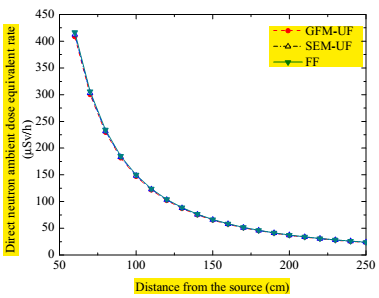 450
400
350
300
250
200
150
100
50
0
Direct neutron ambient dose equivalent rate
(μSv/h)
GFM-UF
SEM-UF
FF
50
100
150
200
250
Distance from the source (cm)